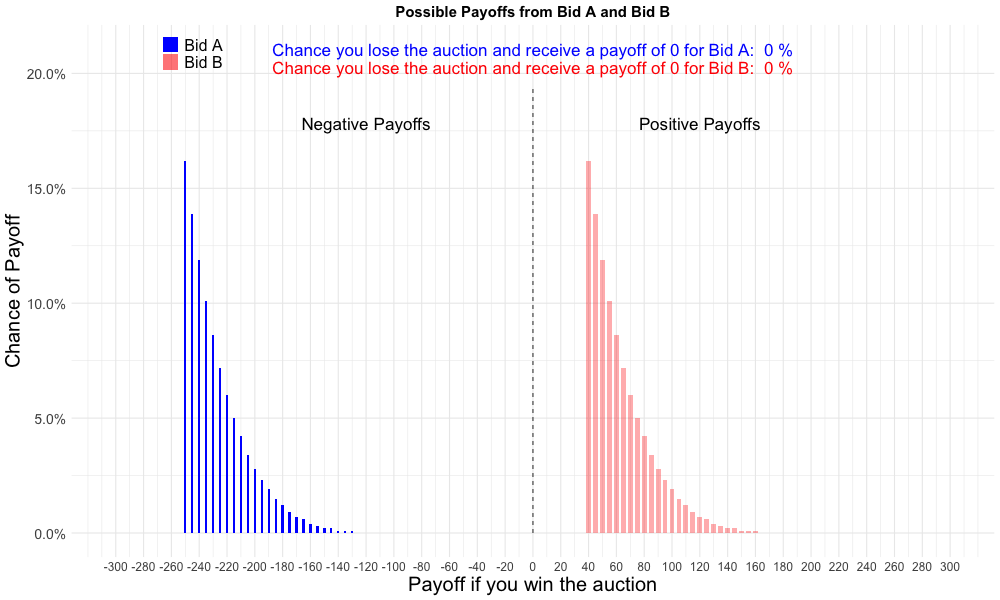 Possible Payoffs from Bid A and Bid B
Bid A
Bid B
Chance you lose the auction and receive a payoff of 0 for Bid A:  0 %
Chance you lose the auction and receive a payoff of 0 for Bid B:  0 %
Negative Payoffs
Positive Payoffs
Chance of Payoff
20.0%
15.0%
10.0%
5.0%
0.0%
-300 -280 -260 -240 -220 -200 -180 -160 -140 -120 -100 -80 -60 -40 -20 0 20 40 60 80 100 120 140 160 180 200 220 240 260 280 300
Payoff if you win the auction